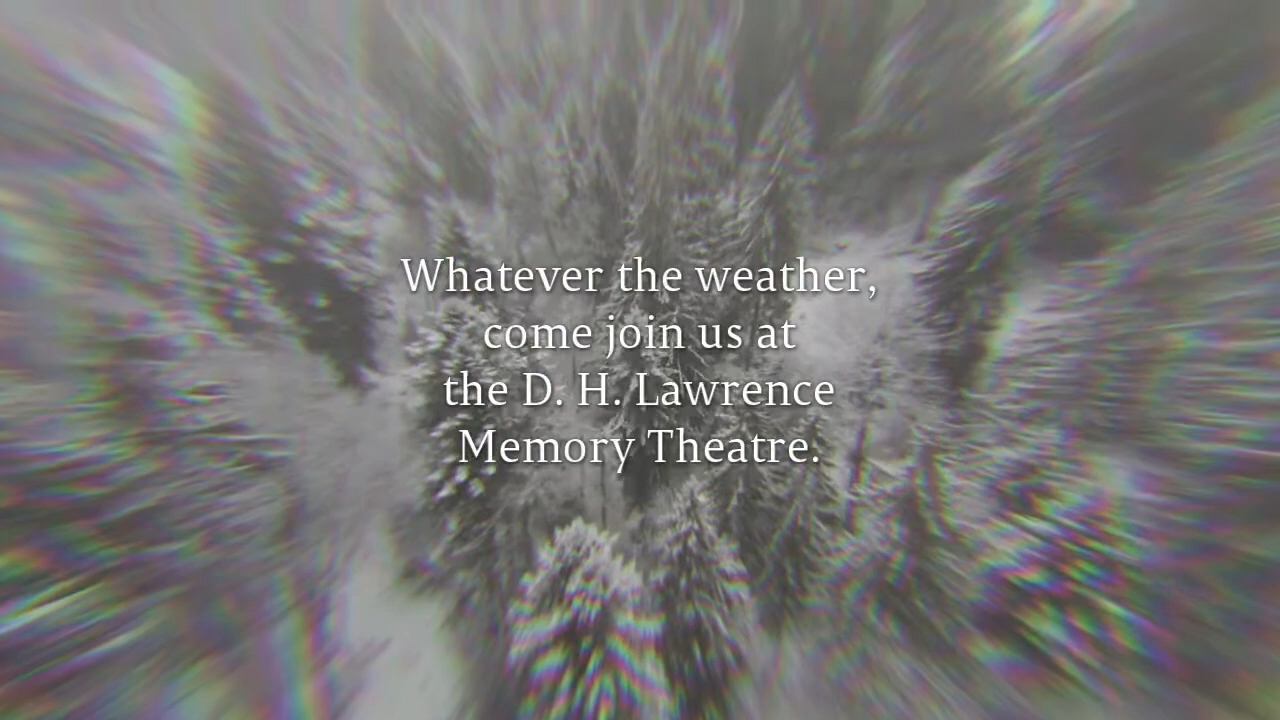 Whatever the weather,
come join us at
the D. H. Lawrence
Memory Theatre.